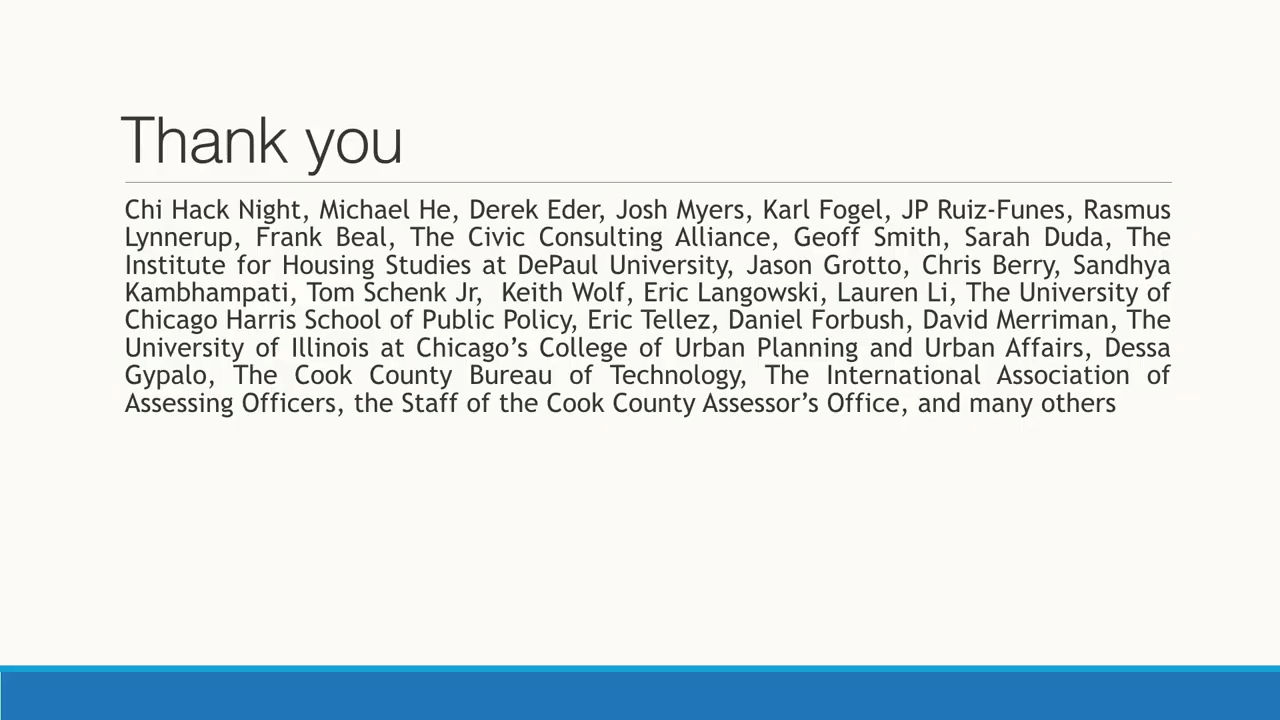 Thank you
Chi Hack Night, Michael He, Derek Eder, Josh Myers, Karl Fogel, JP Ruiz-Funes, Rasmus
Lynnerup, Frank Beal, The Civic Consulting Alliance, Geoff Smith, Sarah Duda, The
Institute for Housing Studies at DePaul University, Jason Grotto, Chris Berry, Sandhya
Kambhampati, Tom Schenk Jr,  Keith Wolf, Eric Langowski, Lauren Li, The University of
Chicago Harris School of Public Policy, Eric Tellez, Daniel Forbush, David Merriman, The
University of Illinois at Chicago’s College of Urban Planning and Urban Affairs, Dessa
Gypalo, The Cook County Bureau of Technology, The International Association of
Assessing Officers, the Staff of the Cook County Assessor’s Office, and many others